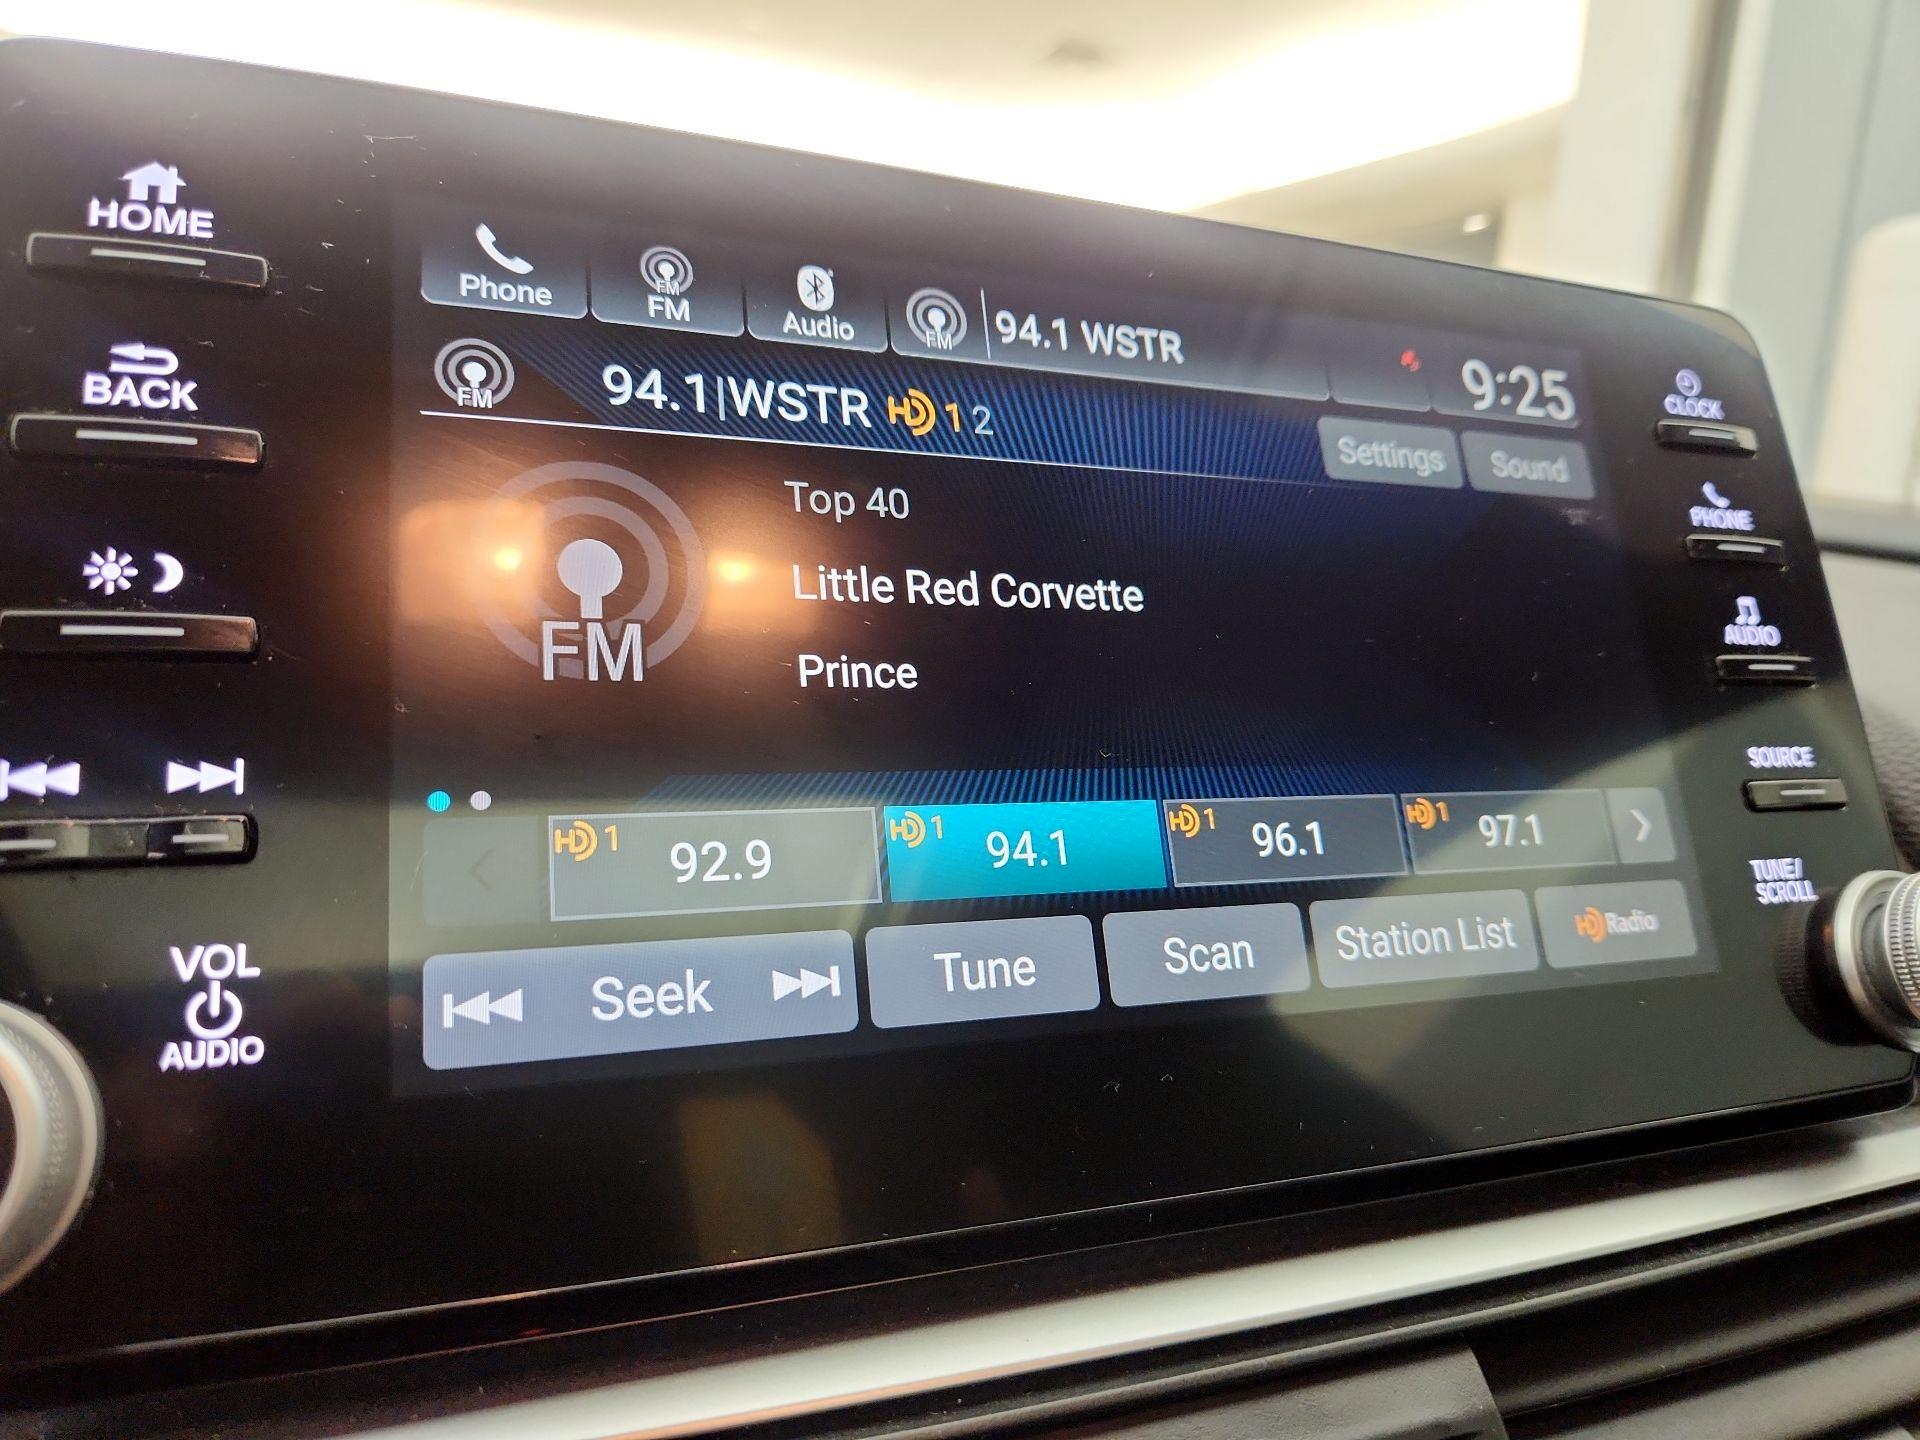 HOME
BACK
VOL
AUDIO
Phone
FM
FM
Audio
FM
94.1 WSTR
9:25
FM
94.1|WSTR HD 1 2
Settings
Sound
FM
Top 40
Little Red Corvette
Prince
HD 1 92.9
HD 1 94.1
HD 1 96.1
HD 1 97.1
Seek
Tune
Scan
Station List
HD Radio
CLOCK
PHONE
AUDIO
SOURCE
TUNE/
SCROLL